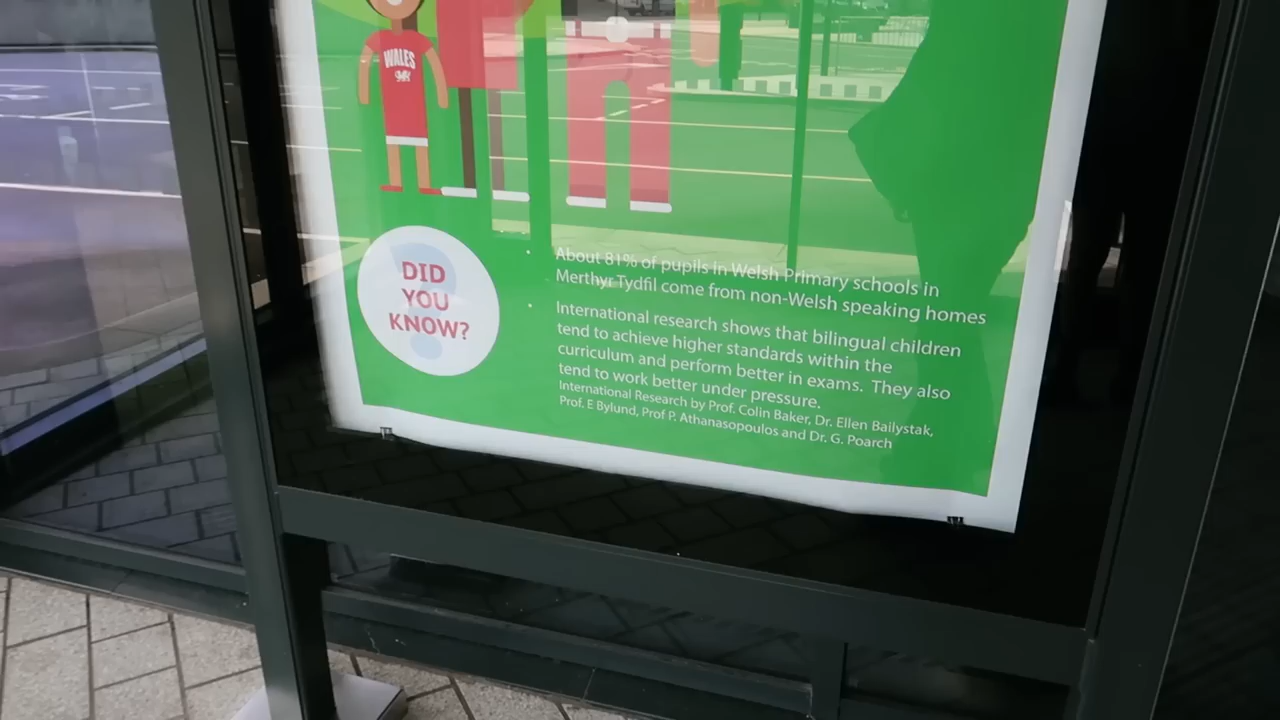 WALES
DID
YOU
KNOW?
About 81% of pupils in Welsh Primary schools in
Merthyr Tydfil come from non-Welsh speaking homes
International research shows that bilingual children
tend to achieve higher standards within the
curriculum and perform better in exams. They also
tend to work better under pressure.
International Research by Prof. Colin Baker, Dr. Ellen Bailystak,
Prof. E Bylund, Prof P. Athanasopoulos and Dr. G. Poarch